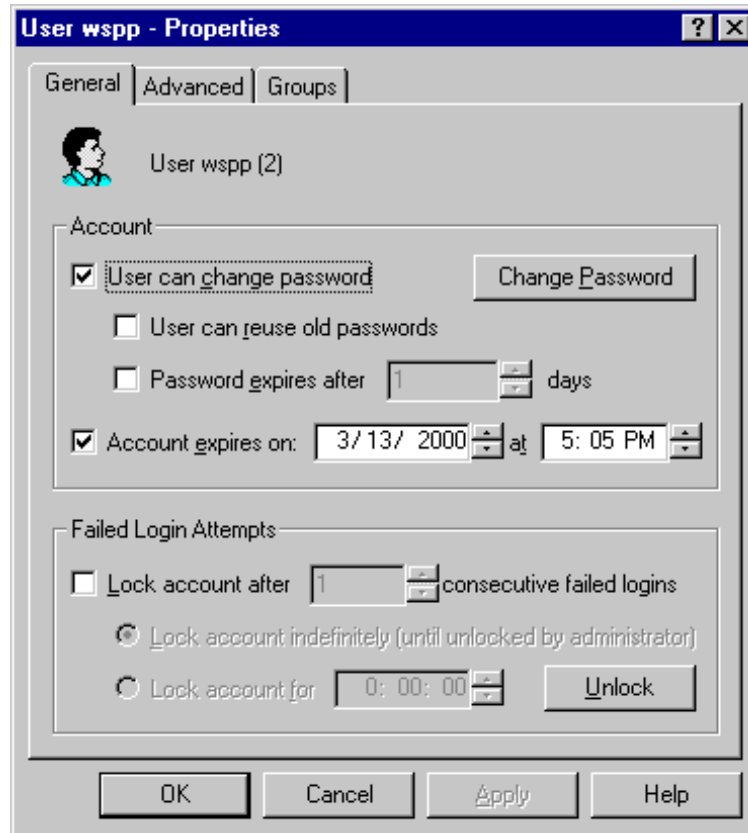 User wspp - Properties ? X
General Advanced Groups
User wspp (2)
Account
User can change password Change Password
User can reuse old passwords
Password expires after 1 days
Account expires on: 3/13/ 2000 at 5: 05 PM
Failed Login Attempts
Lock account after 1 consecutive failed logins
Lock account indefinitely (until unlocked by administrator)
Lock account for 0: 00: 00 Unlock
OK Cancel Apply Help